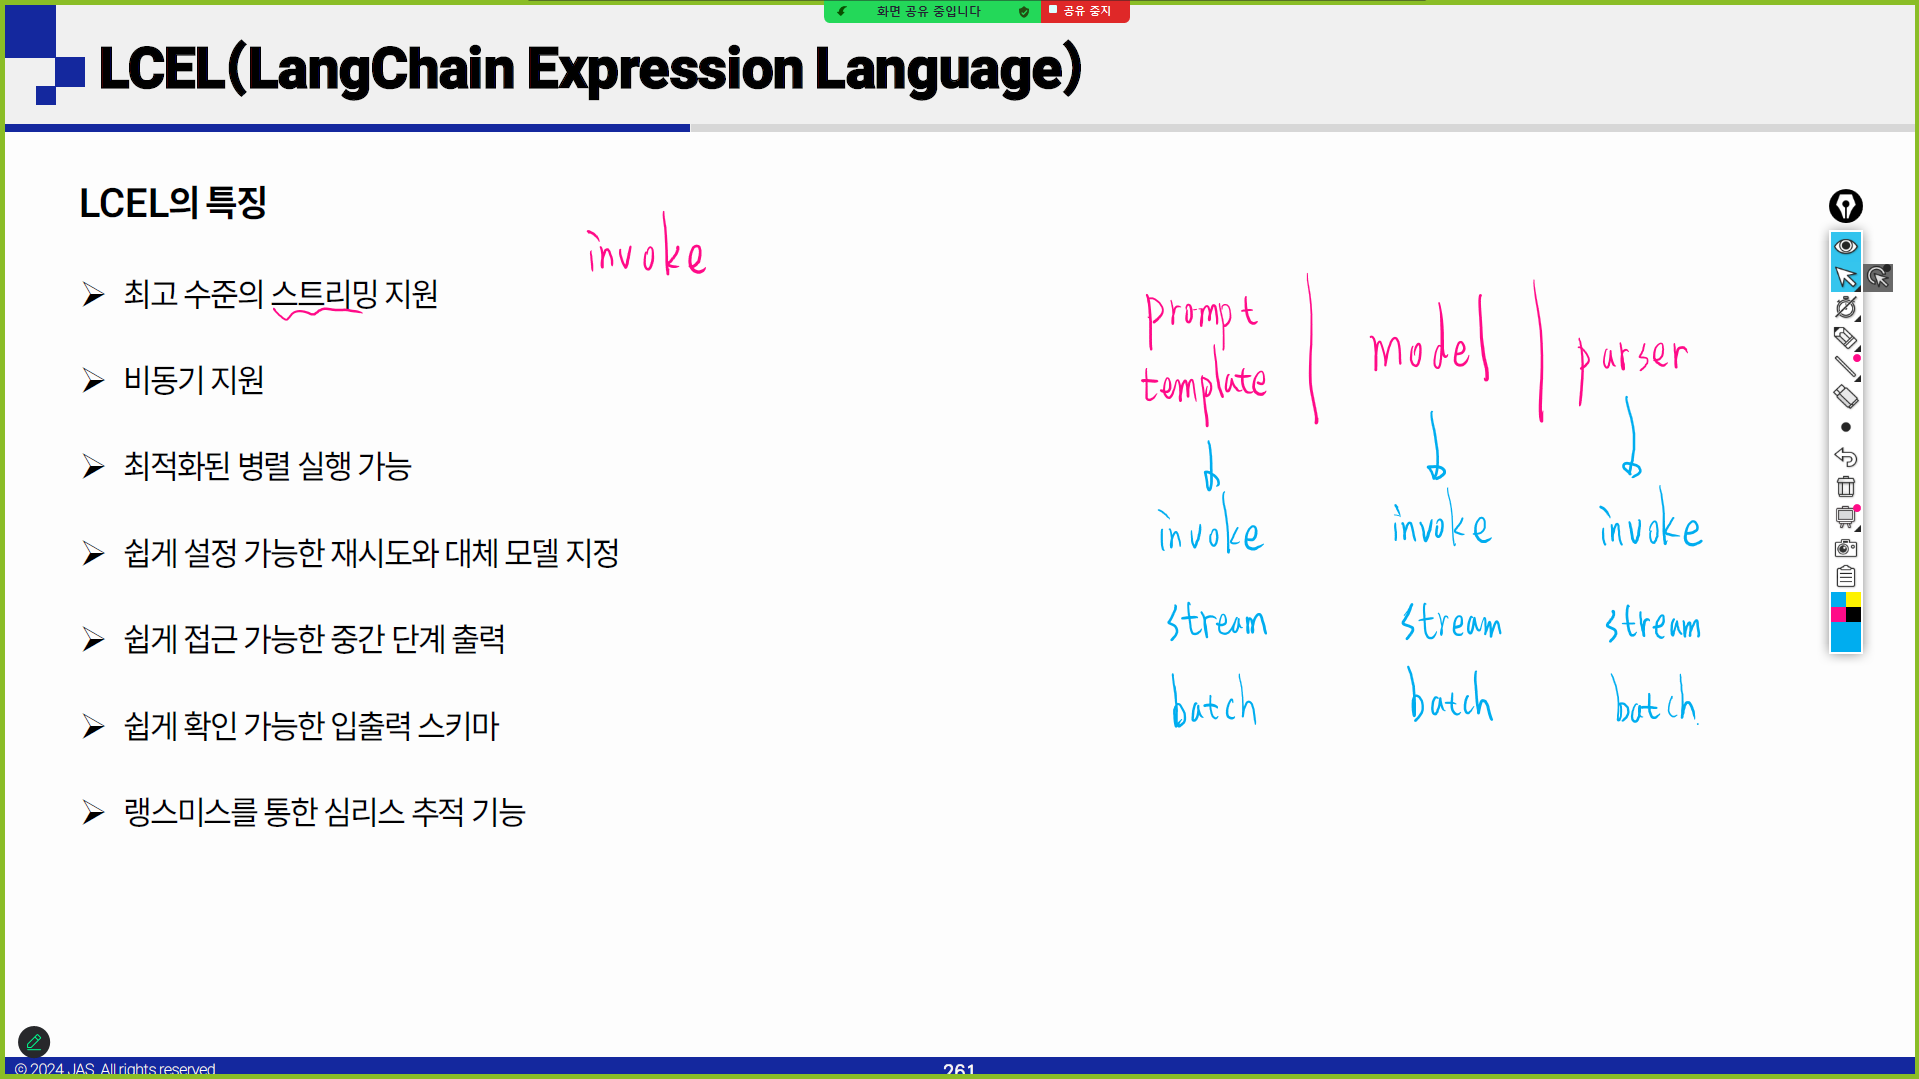 화면 공유 중입니다
공유 중지
LCEL(LangChain Expression Language)
LCEL의 특징
invoke
➢ 최고 수준의 스트리밍 지원
➢ 비동기 지원
➢ 최적화된 병렬 실행 가능
➢ 쉽게 설정 가능한 재시도와 대체 모델 지정
➢ 쉽게 접근 가능한 중간 단계 출력
➢ 쉽게 확인 가능한 입출력 스키마
➢ 랭스미스를 통한 심리스 추적 기능
prompt
template | model | parser
invoke invoke invoke
stream stream stream
batch batch batch.
© 2024 JAS. All rights reserved
261